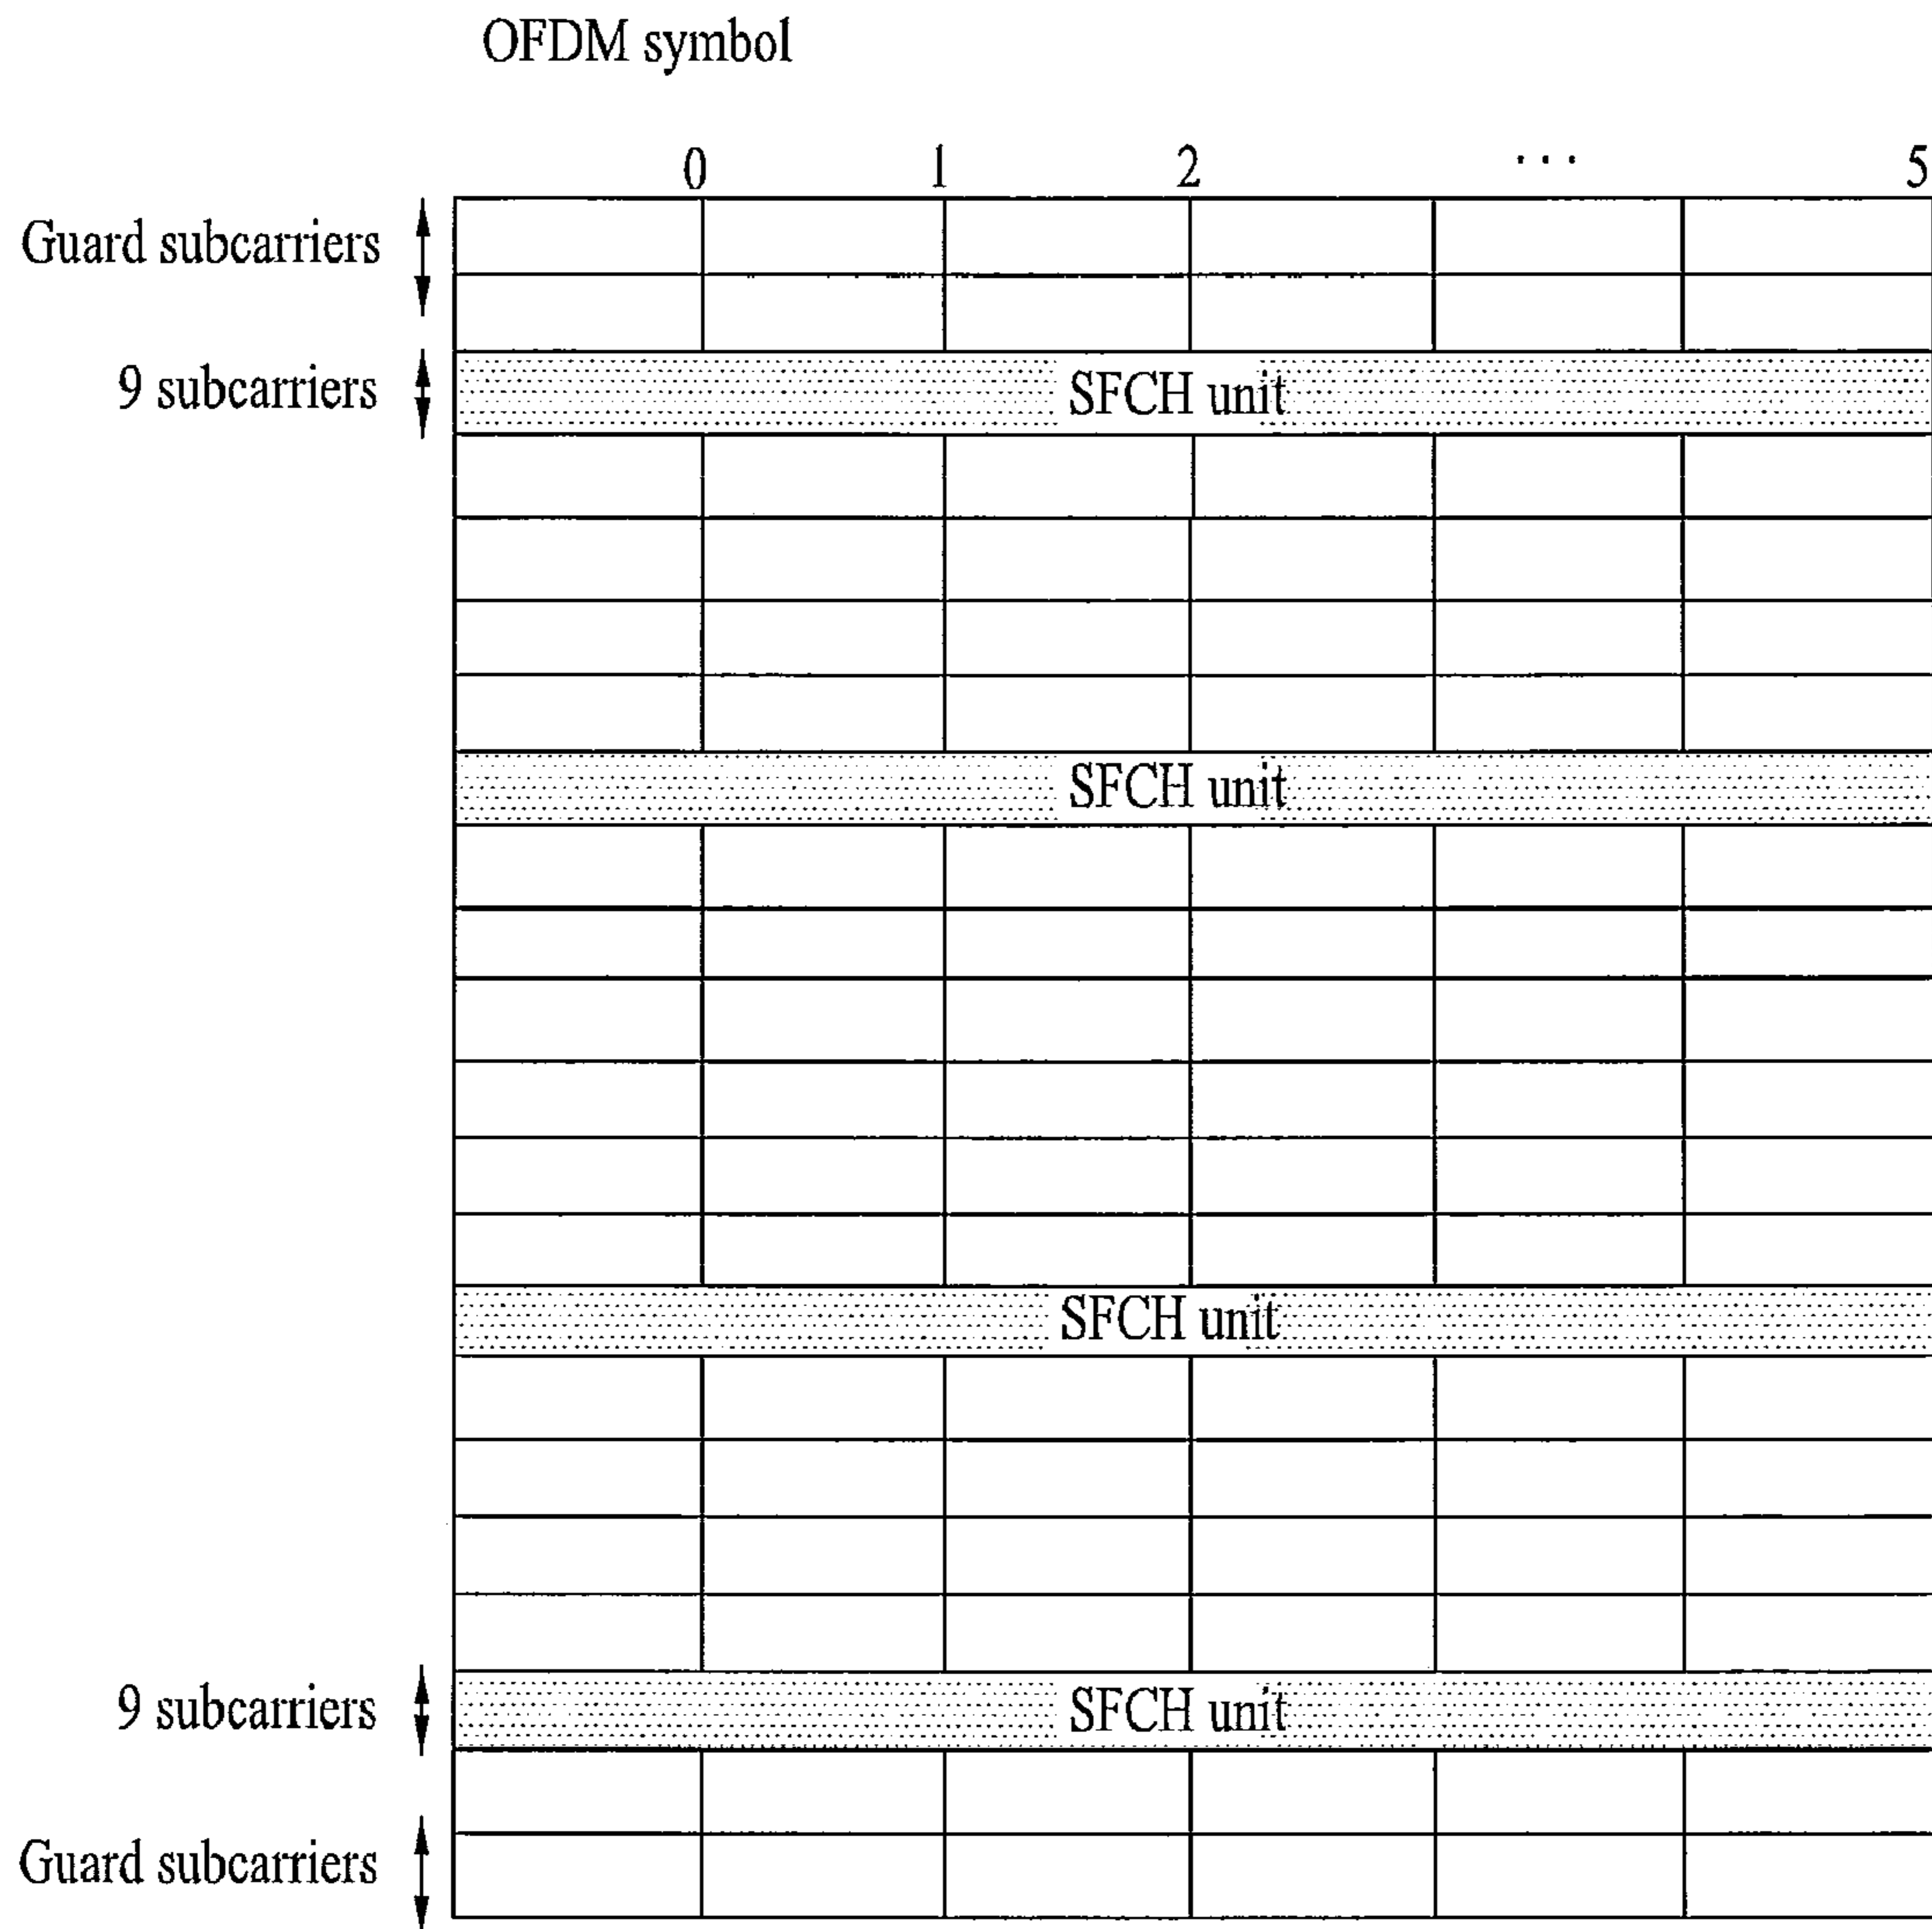 OFDM symbol
0 1 2 ... 5
Guard subcarriers
9 subcarriers
SFCH unit
SFCH unit
SFCH unit
9 subcarriers
SFCH unit
Guard subcarriers